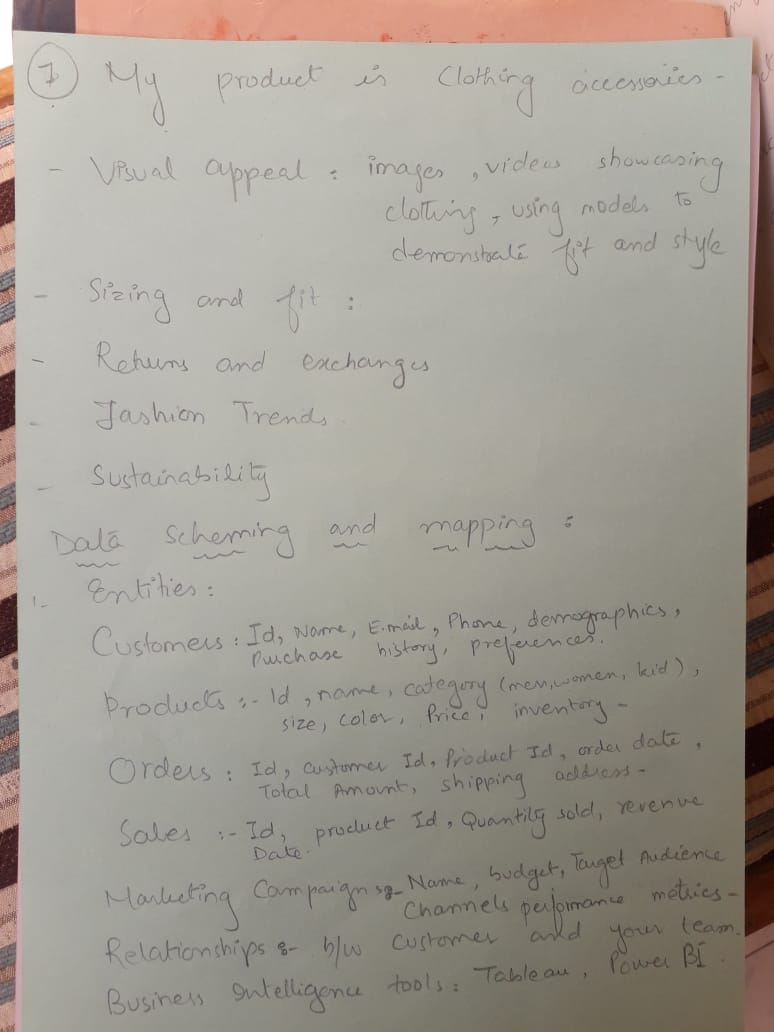 7 My product is Clothing accessories -
- Visual appeal : images , videos showcasing
clothing , using models to
demonstrate fit and style
- Sizing and fit :
- Returns and exchanges
- Fashion Trends
- Sustainability
Data scheming and mapping :
1. Entities :
Customers : Id, Name, E.mail, Phone, demographics,
Purchase history, preferences.
Products :- Id , name, category (men, women, kid),
size, color, Price, inventory -
Orders : Id, Customer Id, Product Id, order date ,
Total Amount, shipping address -
Sales :- Id, product Id, Quantity sold, revenue
Date.
Marketing Campaign :- Name, budget, Target Audience
Channels performance metrics -
Relationships :- b/w customer and your team.
Business Intelligence tools : Tableau, Power BI.